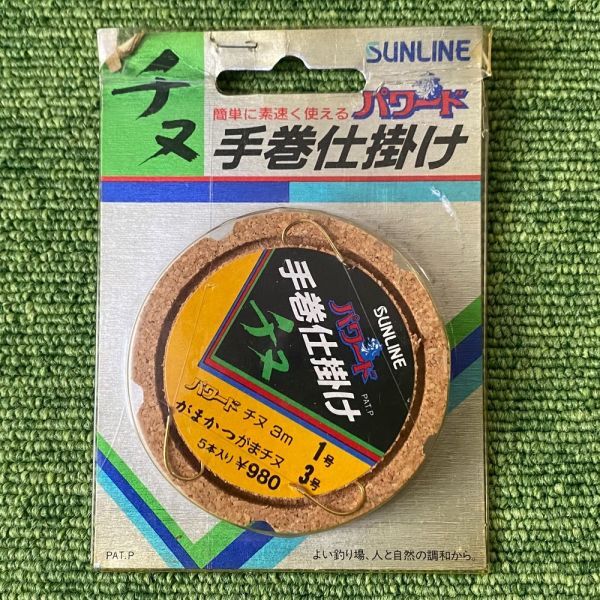 チヌ
SUNLINE
簡単に素速く使える
パワード
手巻仕掛け
SUNLINE
パワード
PAT.P
手巻仕掛け
チヌ
パワード チヌ 3m 1号
がまかつがまチヌ 3号
5本入り ¥980
PAT.P
よい釣り場、人と自然の調和から。